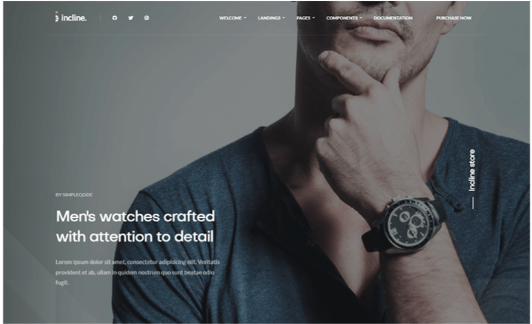 incline.
WELCOME
LANDINGS
PAGES
COMPONENTS
DOCUMENTATION
PURCHASE NOW
Incline store
BY SIMPLEQODE
Men's watches crafted
with attention to detail
Lorem ipsum dolor sit amet, consectetur adipisicing elit. Veritatis
provident et ab, ullam in quidem nostrum quo sunt beatae odio
fugit.